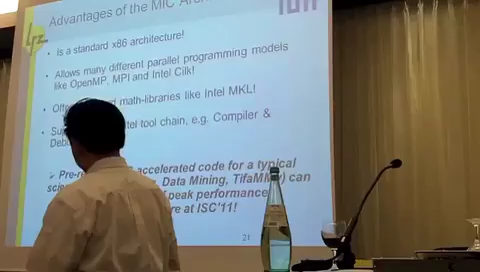 Advantages of the MIC
lrz
TUM
• Is a standard x86 architecture!
• Allows many different parallel programming models
like OpenMP, MPI and Intel Cilk!
math-libraries like Intel MKL!
tool chain, e.g. Compiler &
accelerated code for a typical
Data Mining, TifaMMy) can
peak performance
at ISC'11!
21